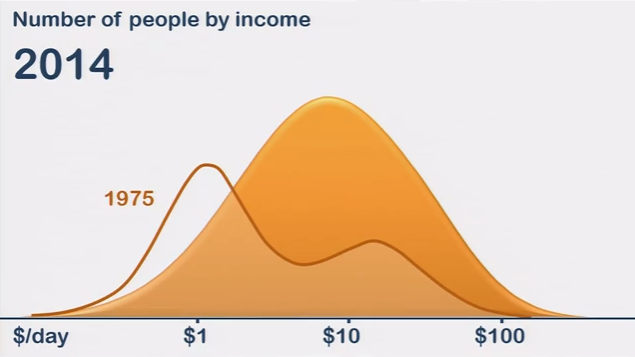 Number of people by income
2014
1975
$/day $1 $10 $100